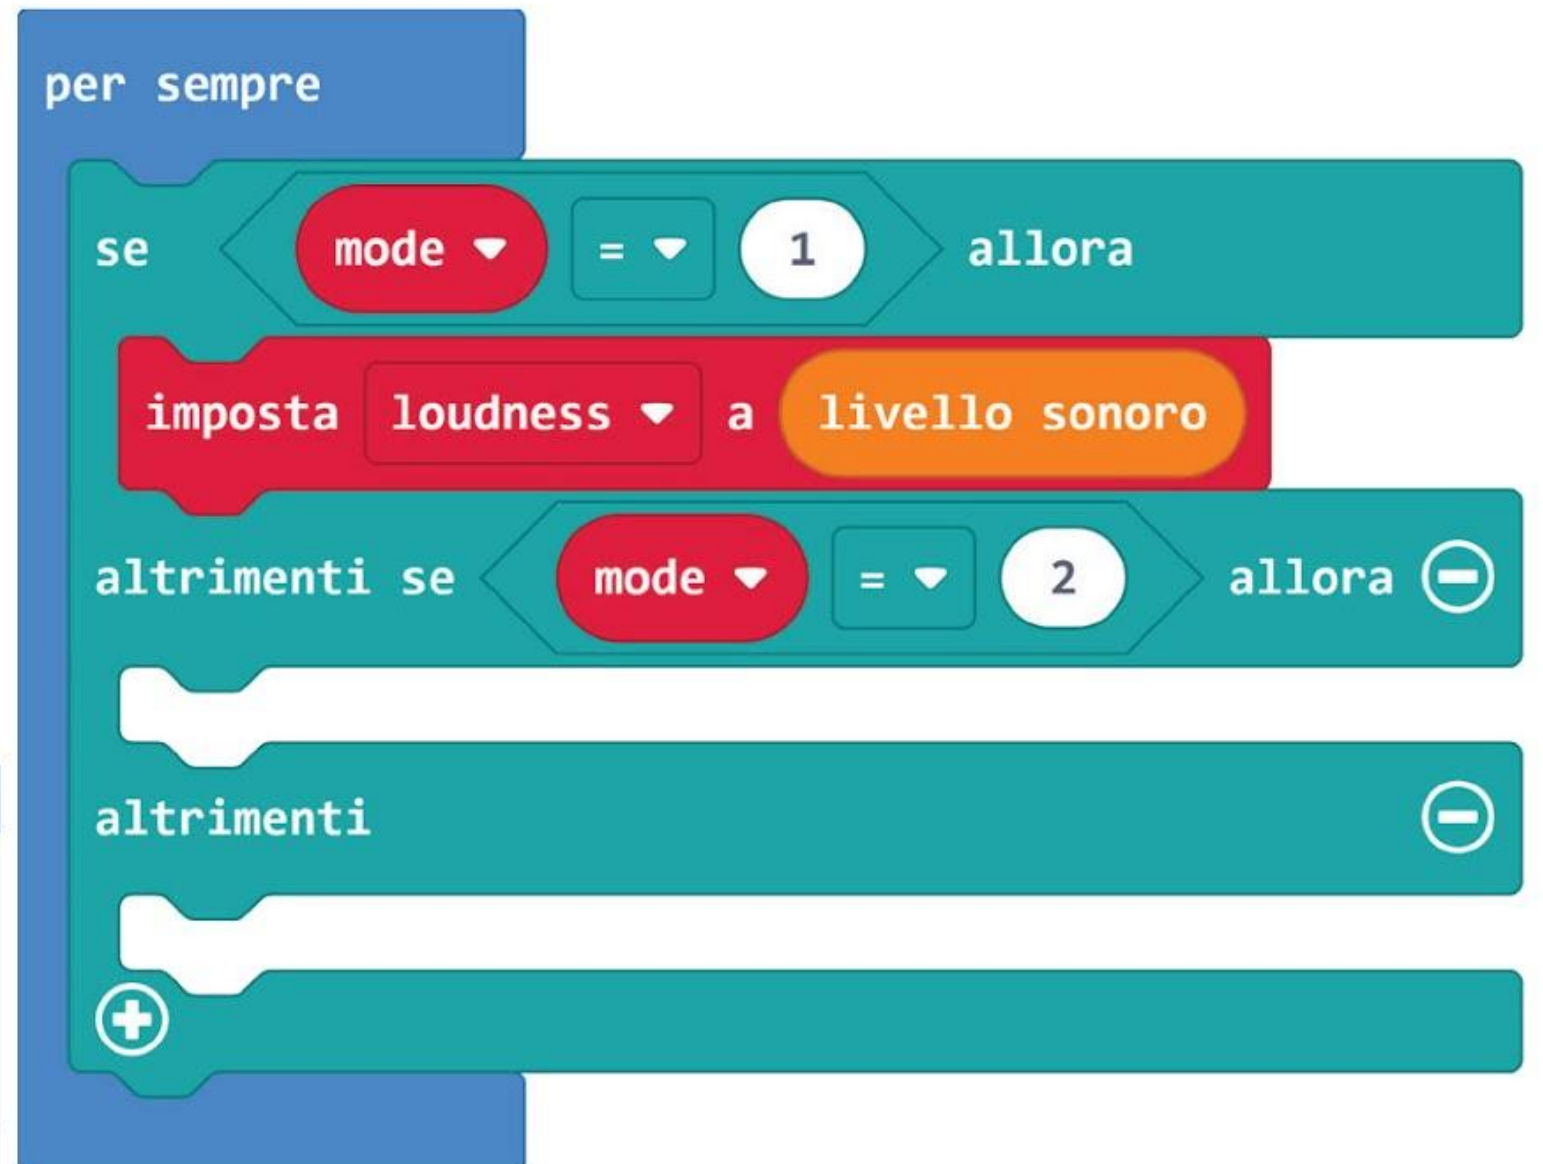 per sempre
se mode = 1 allora
imposta loudness a livello sonoro
altrimenti se mode = 2 allora
altrimenti